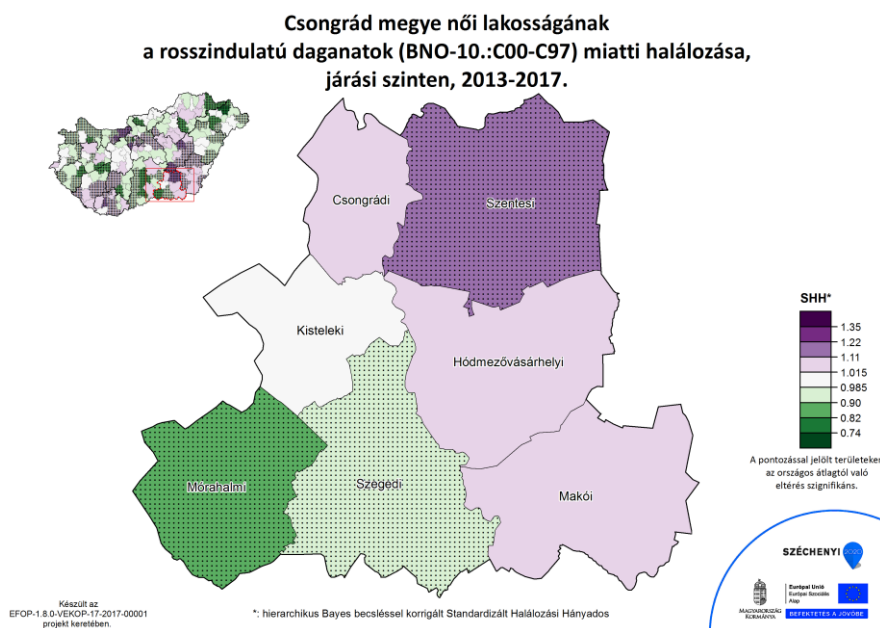 Csongrád megye női lakosságának
a rosszindulatú daganatok (BNO-10.:C00-C97) miatti halálozása,
járási szinten, 2013-2017.
Csongrádi
Szentesi
Kisteleki
Hódmezővásárhelyi
Mórahalmi
Szegedi
Makói
SHH*
1.35
1.22
1.11
1.015
0.985
0.90
0.82
0.74
A pontozással jelölt területeken
az országos átlagtól való
eltérés szignifikáns.
SZÉCHENYI 2020
MAGYARORSZÁG
KORMÁNYA
Európai Unió
Európai Szociális
Alap
BEFEKTETÉS A JÖVŐBE
Készült az
EFOP-1.8.0-VEKOP-17-2017-00001
projekt keretében.
*: hierarchikus Bayes becsléssel korrigált Standardizált Halálozási Hányados